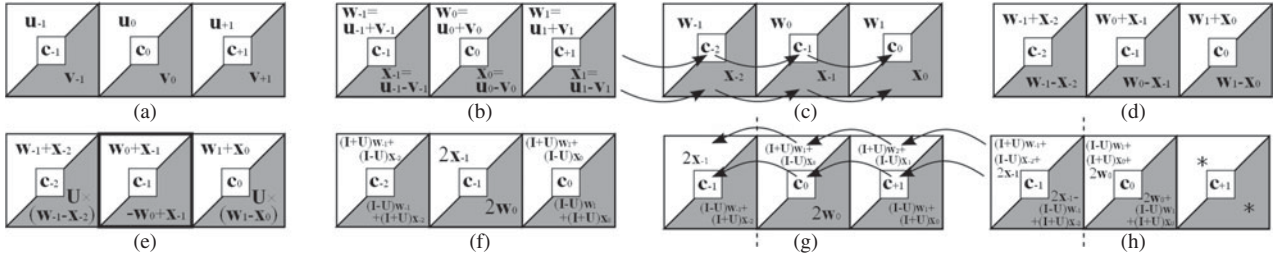 u-1 u0 u+1
c-1 c0 c+1
v-1 v0 v+1
(a)
w-1= w0= w1=
u-1+v-1 u0+v0 u1+v1
c-1 c0 c+1
x-1= x0= x1=
u-1-v-1 u0-v0 u1-v1
(b)
w-1 w0 w1
c-2 c-1 c0
x-2 x-1 x0
(c)
w-1+x-2 w0+x-1 w1+x0
c-2 c-1 c0
w-1-x-2 w0-x-1 w1-x0
(d)
w-1+x-2 w0+x-1 w1+x0
c-2 c-1 c0
U× U×
(w-1-x-2) -w0+x-1 (w1-x0)
(e)
(I+U)w-1+ 2x-1 (I+U)w1+
(I-U)x-2 (I-U)x0
c-2 c-1 c0
(I-U)w-1 2w0 (I-U)w1
+(I+U)x-2 +(I+U)x0
(f)
2x-1 (I+U)w1+ (I+U)w2+
(I-U)x0 (I-U)x1
c-1 c0 c+1
(I-U)w-1 2w0 (I-U)w1
+(I+U)x-2 +(I+U)x0
(g)
(I+U)w-1+ (I-U)w1+
(I-U)x-2+ (I+U)x0+
2x-1 2w0 *
c-1 c0 c+1
2x-1- 2w0+ *
(I-U)w-1 (I-U)w1
+(I+U)x-2 +(I+U)x0
(h)